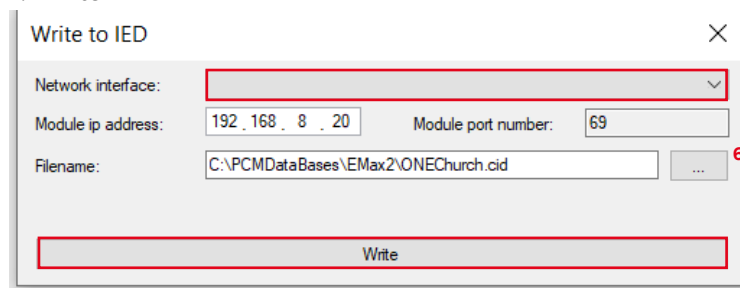 Write to IED
Network interface:
Module ip address: 192 . 168 . 8 . 20 Module port number: 69
Filename: C:\PCMDataBases\EMax2\ONEChurch.cid ... 6
Write